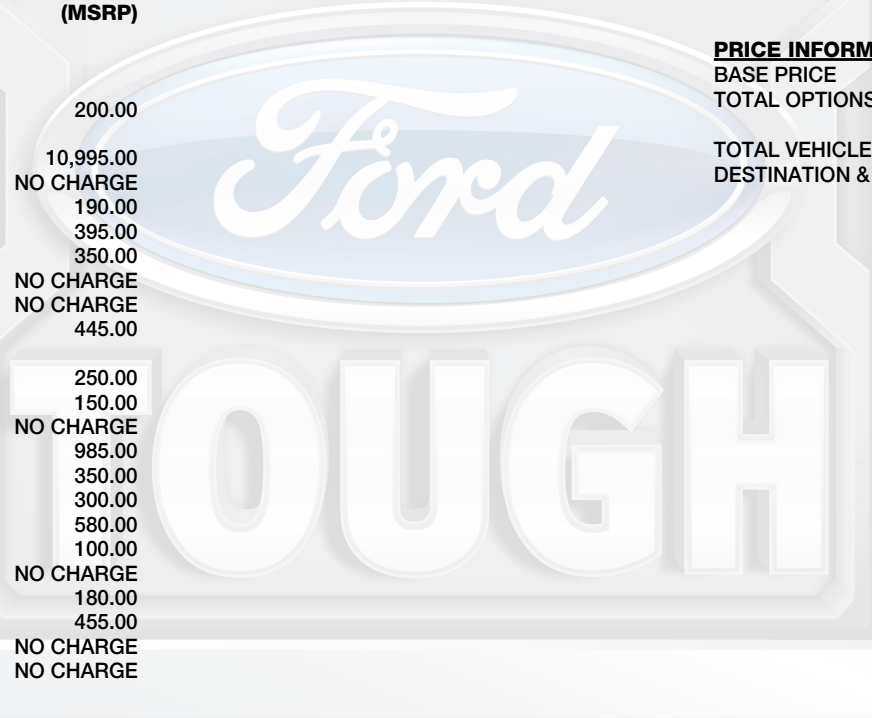 (MSRP)
200.00
10,995.00
NO CHARGE
190.00
395.00
350.00
NO CHARGE
NO CHARGE
445.00
250.00
150.00
NO CHARGE
985.00
350.00
300.00
580.00
100.00
NO CHARGE
180.00
455.00
NO CHARGE
NO CHARGE
PRICE INFORM
BASE PRICE
TOTAL OPTIONS
TOTAL VEHICLE
DESTINATION &
Ford
TOUGH